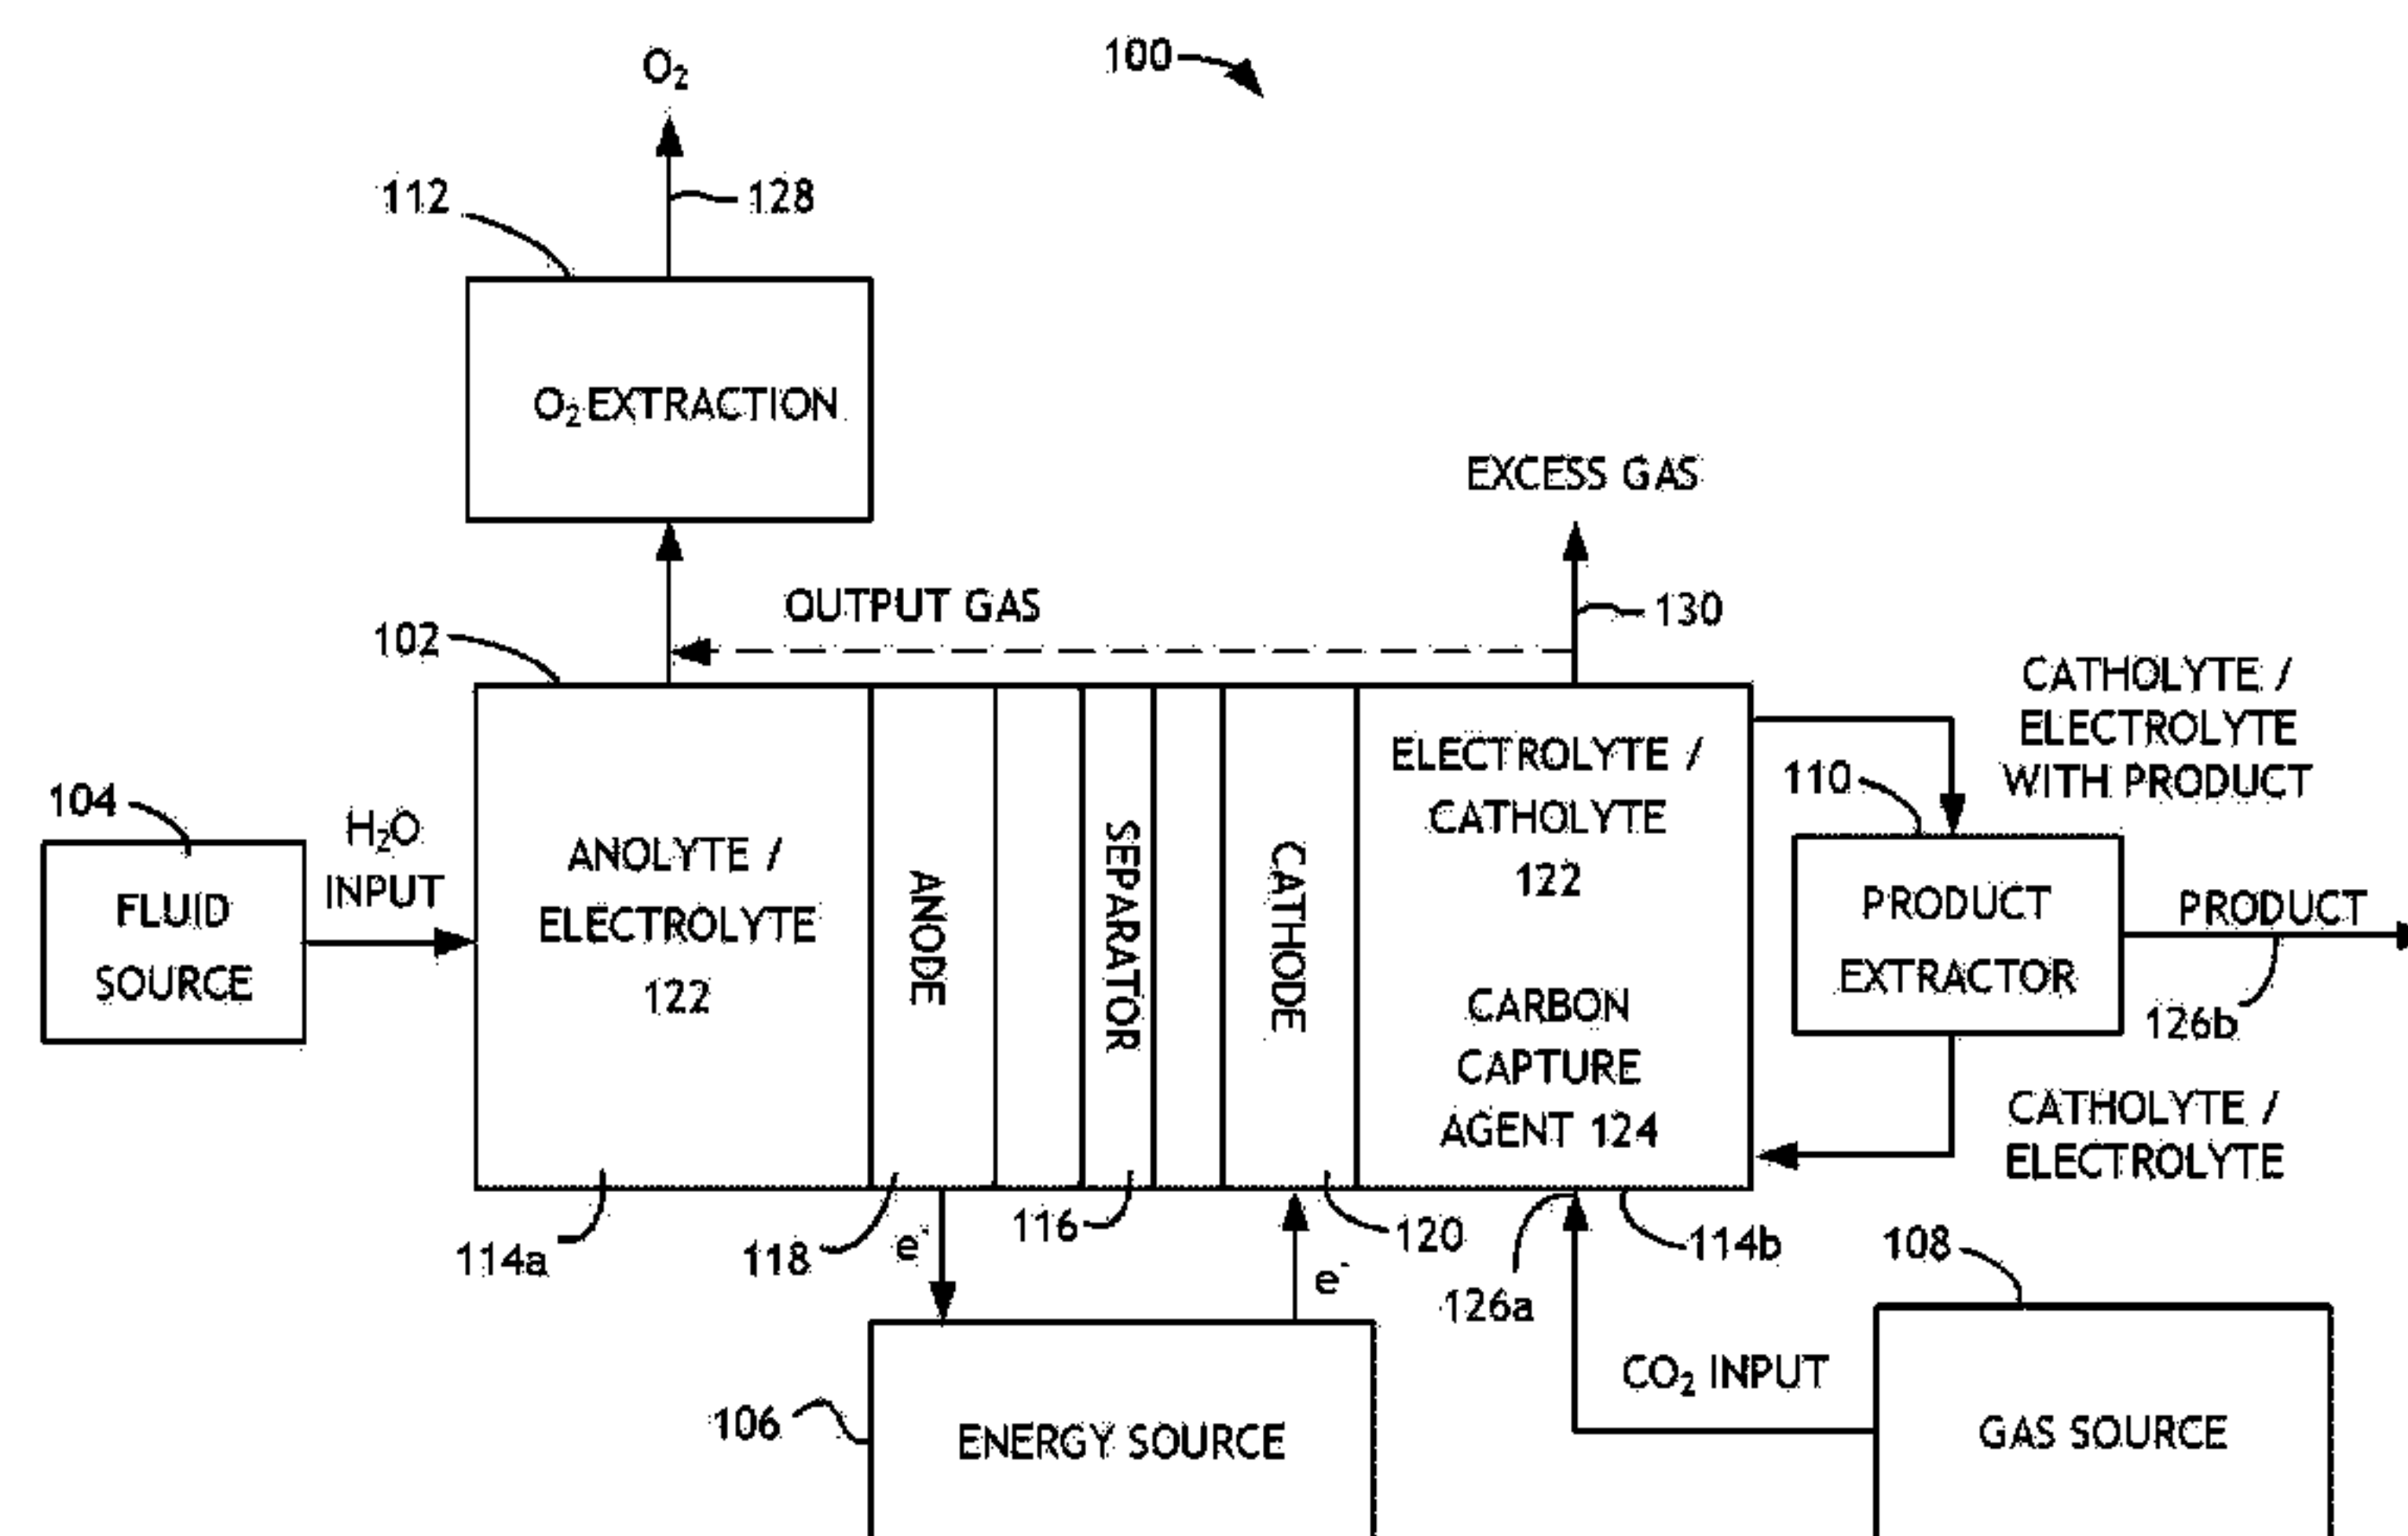 O₂
100
112
128
O₂ EXTRACTION
EXCESS GAS
OUTPUT GAS
130
102
CATHOLYTE /
ELECTROLYTE
WITH PRODUCT
104
H₂O
INPUT
FLUID
SOURCE
ANOLYTE /
ELECTROLYTE
122
ANODE
SEPARATOR
CATHODE
ELECTROLYTE /
CATHOLYTE
122
CARBON
CAPTURE
AGENT 124
110
PRODUCT
EXTRACTOR
PRODUCT
126b
CATHOLYTE /
ELECTROLYTE
114a
118
e⁻
116
e⁻
120
126a
114b
108
106
ENERGY SOURCE
CO₂ INPUT
GAS SOURCE